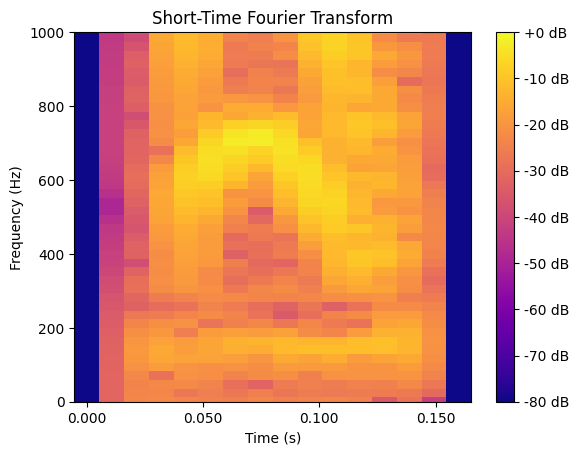 Short-Time Fourier Transform
Frequency (Hz)
1000
800
600
400
200
0
0.000
0.050
0.100
0.150
Time (s)
+0 dB
-10 dB
-20 dB
-30 dB
-40 dB
-50 dB
-60 dB
-70 dB
-80 dB